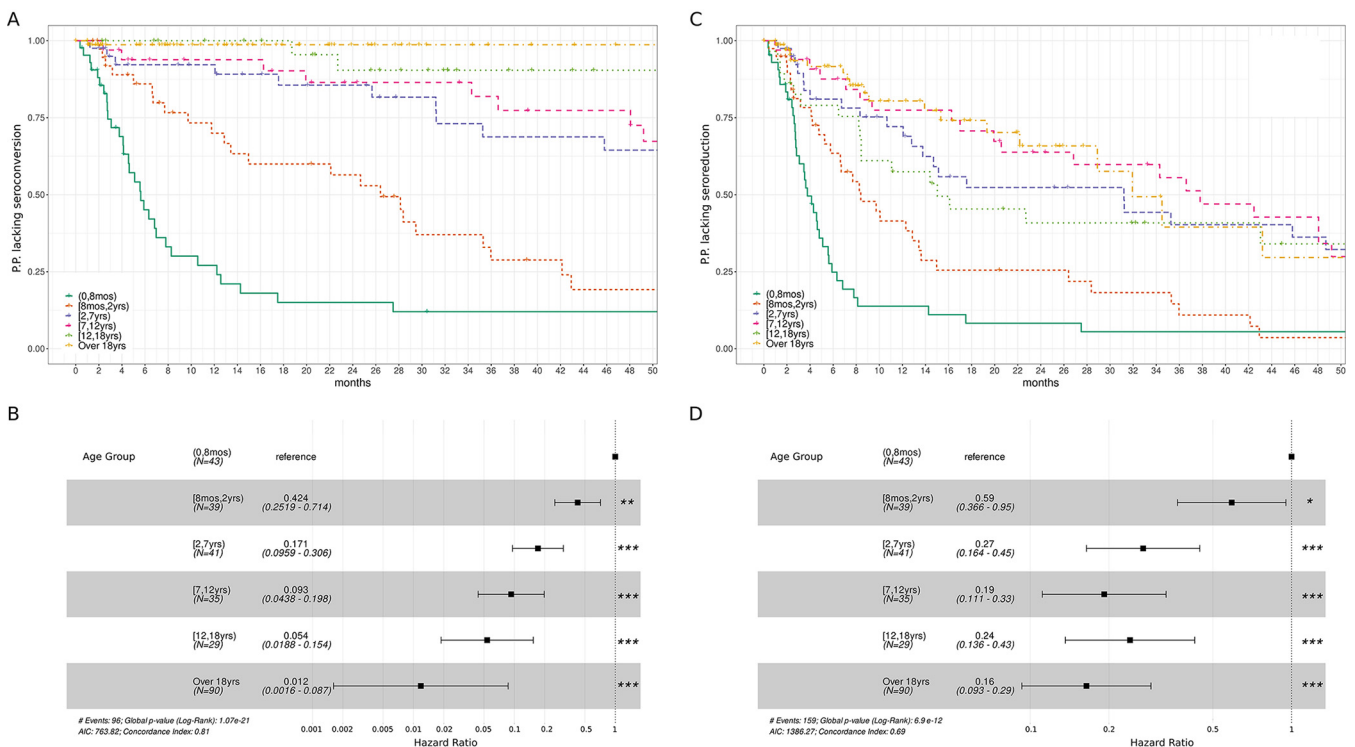 A
P.P. lacking seroconversion
1.00
0.75
0.50
0.25
0.00
(0,8mos)
[8mos,2yrs)
[2,7yrs)
[7,12yrs)
[12,18yrs)
Over 18yrs
0 2 4 6 8 10 12 14 16 18 20 22 24 26 28 30 32 34 36 38 40 42 44 46 48 50
months
C
P.P. lacking seroreduction
1.00
0.75
0.50
0.25
0.00
(0,8mos)
[8mos,2yrs)
[2,7yrs)
[7,12yrs)
[12,18yrs)
Over 18yrs
0 2 4 6 8 10 12 14 16 18 20 22 24 26 28 30 32 34 36 38 40 42 44 46 48 50
months
B
Age Group (0,8mos) reference
(N=43)
[8mos,2yrs) 0.424 **
(N=39) (0.2519 - 0.714)
[2,7yrs) 0.171 ***
(N=41) (0.0959 - 0.306)
[7,12yrs) 0.093 ***
(N=35) (0.0438 - 0.198)
[12,18yrs) 0.054 ***
(N=29) (0.0188 - 0.154)
Over 18yrs 0.012 ***
(N=90) (0.0016 - 0.087)
# Events: 96; Global p-value (Log-Rank): 1.07e-21
AIC: 763.82; Concordance Index: 0.81
0.001 0.002 0.005 0.01 0.02 0.05 0.1 0.2 0.5 1
Hazard Ratio
D
Age Group (0,8mos) reference
(N=43)
[8mos,2yrs) 0.59 *
(N=39) (0.366 - 0.95)
[2,7yrs) 0.27 ***
(N=41) (0.164 - 0.45)
[7,12yrs) 0.19 ***
(N=35) (0.111 - 0.33)
[12,18yrs) 0.24 ***
(N=29) (0.136 - 0.43)
Over 18yrs 0.16 ***
(N=90) (0.093 - 0.29)
# Events: 159; Global p-value (Log-Rank): 6.9e-12
AIC: 1386.27; Concordance Index: 0.69
0.1 0.2 0.5 1
Hazard Ratio